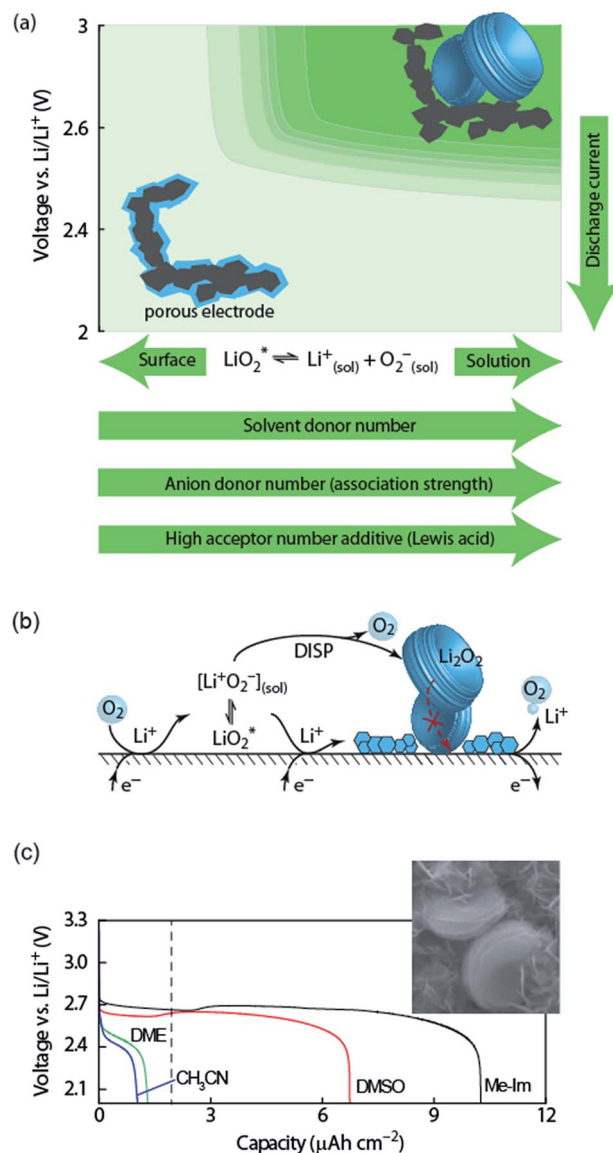 (a)
Voltage vs. Li/Li⁺ (V)
3
2.6
2.4
2
porous electrode
Discharge current
Surface
LiO₂* ⇌ Li⁺(sol) + O₂⁻(sol)
Solution
Solvent donor number
Anion donor number (association strength)
High acceptor number additive (Lewis acid)
(b)
O₂
DISP
Li₂O₂
[Li⁺O₂⁻](sol)
O₂
Li⁺
LiO₂*
Li⁺
O₂
Li⁺
e⁻
e⁻
e⁻
(c)
Voltage vs. Li/Li⁺ (V)
3.3
3.0
2.7
2.4
2.1
DME
CH₃CN
DMSO
Me-Im
0
3
6
9
12
Capacity (μAh cm⁻²)